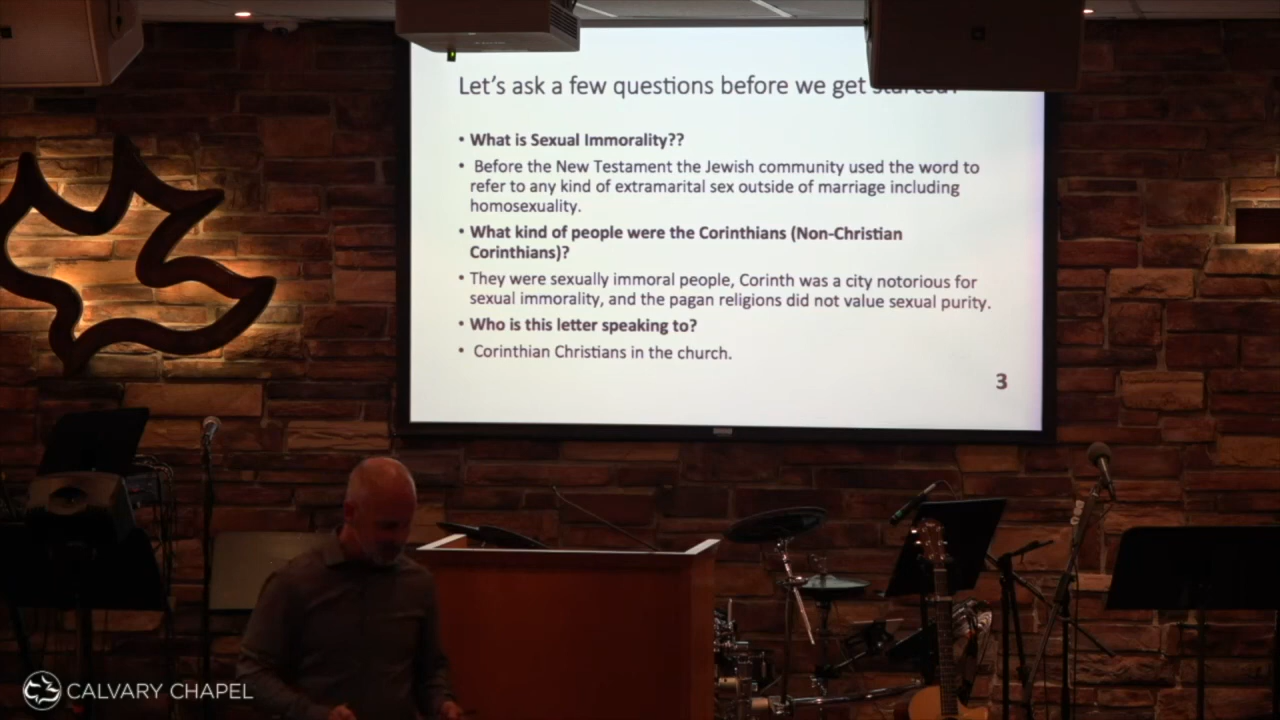 Let's ask a few questions before we get
• What is Sexual Immorality??
• Before the New Testament the Jewish community used the word to
refer to any kind of extramarital sex outside of marriage including
homosexuality.
• What kind of people were the Corinthians (Non-Christian
Corinthians)?
• They were sexually immoral people, Corinth was a city notorious for
sexual immorality, and the pagan religions did not value sexual purity.
• Who is this letter speaking to?
• Corinthian Christians in the church.
3
CALVARY CHAPEL